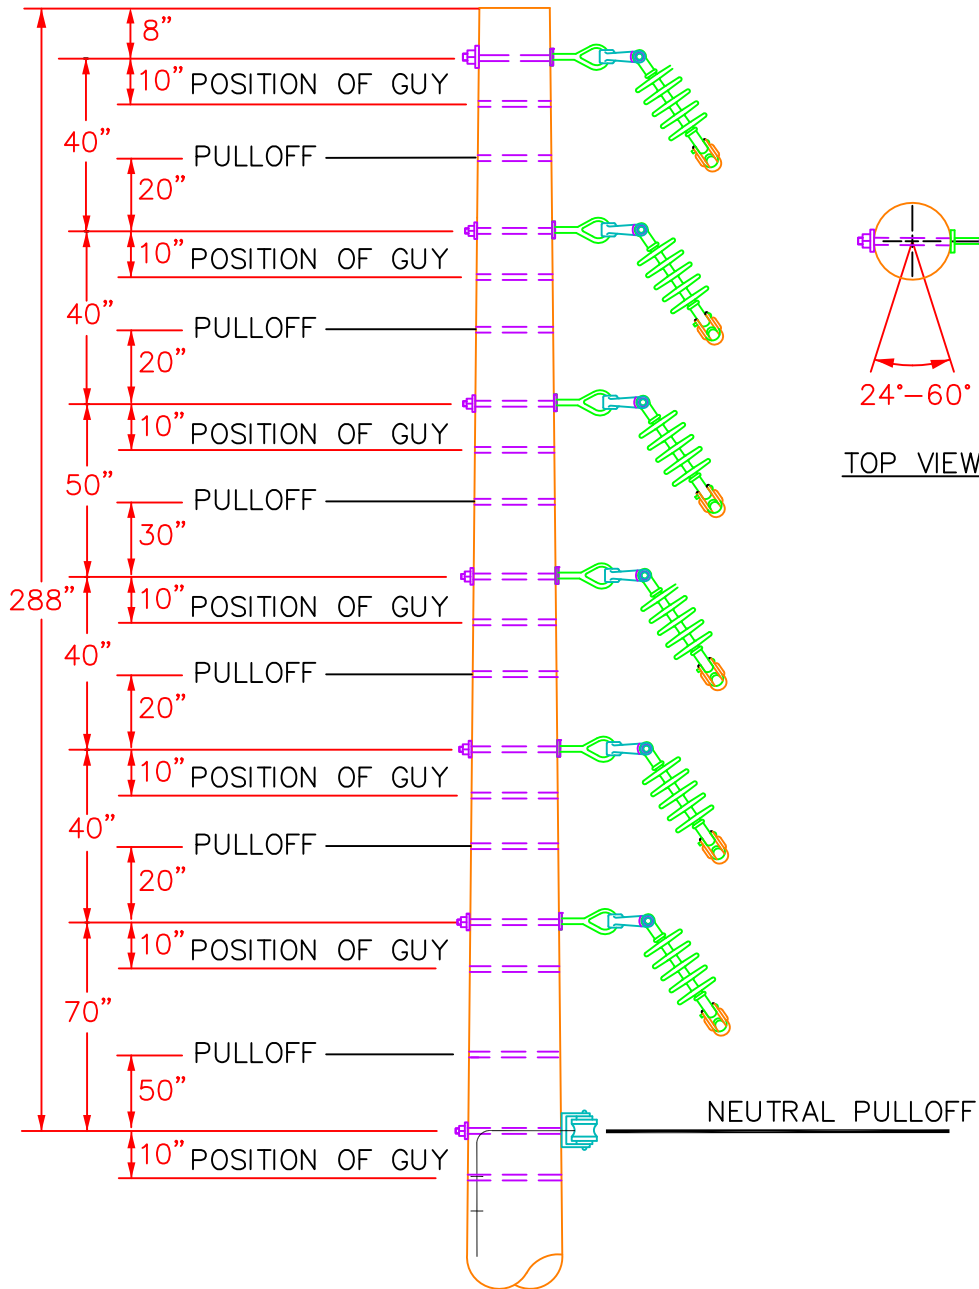 8”
10” POSITION OF GUY
40”
PULLOFF
20”
10” POSITION OF GUY
40”
PULLOFF
20”
24°–60°
10” POSITION OF GUY
TOP VIEW
50”
PULLOFF
30”
288”
10” POSITION OF GUY
40”
PULLOFF
20”
10” POSITION OF GUY
40”
PULLOFF
20”
10” POSITION OF GUY
70”
PULLOFF
50”
NEUTRAL PULLOFF
10” POSITION OF GUY